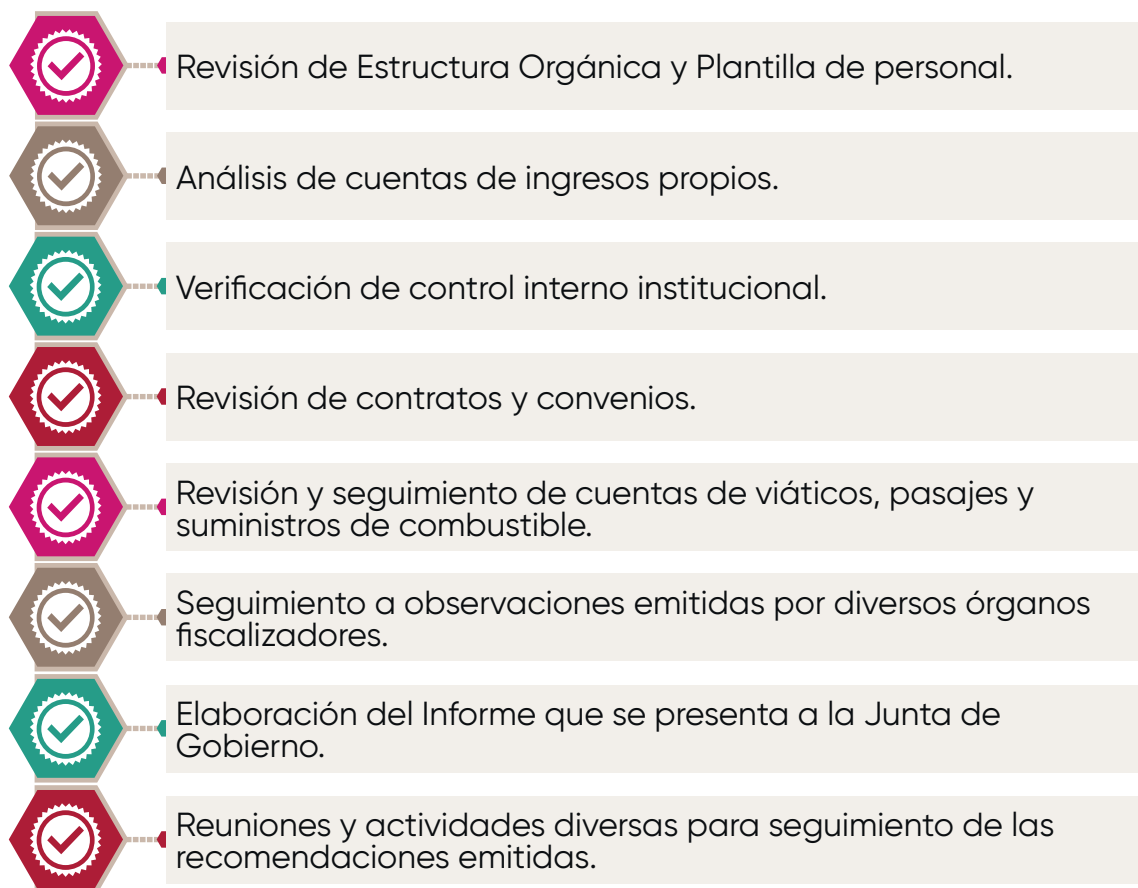 Revisión de Estructura Orgánica y Plantilla de personal.
Análisis de cuentas de ingresos propios.
Verificación de control interno institucional.
Revisión de contratos y convenios.
Revisión y seguimiento de cuentas de viáticos, pasajes y
suministros de combustible.
Seguimiento a observaciones emitidas por diversos órganos
fiscalizadores.
Elaboración del Informe que se presenta a la Junta de
Gobierno.
Reuniones y actividades diversas para seguimiento de las
recomendaciones emitidas.